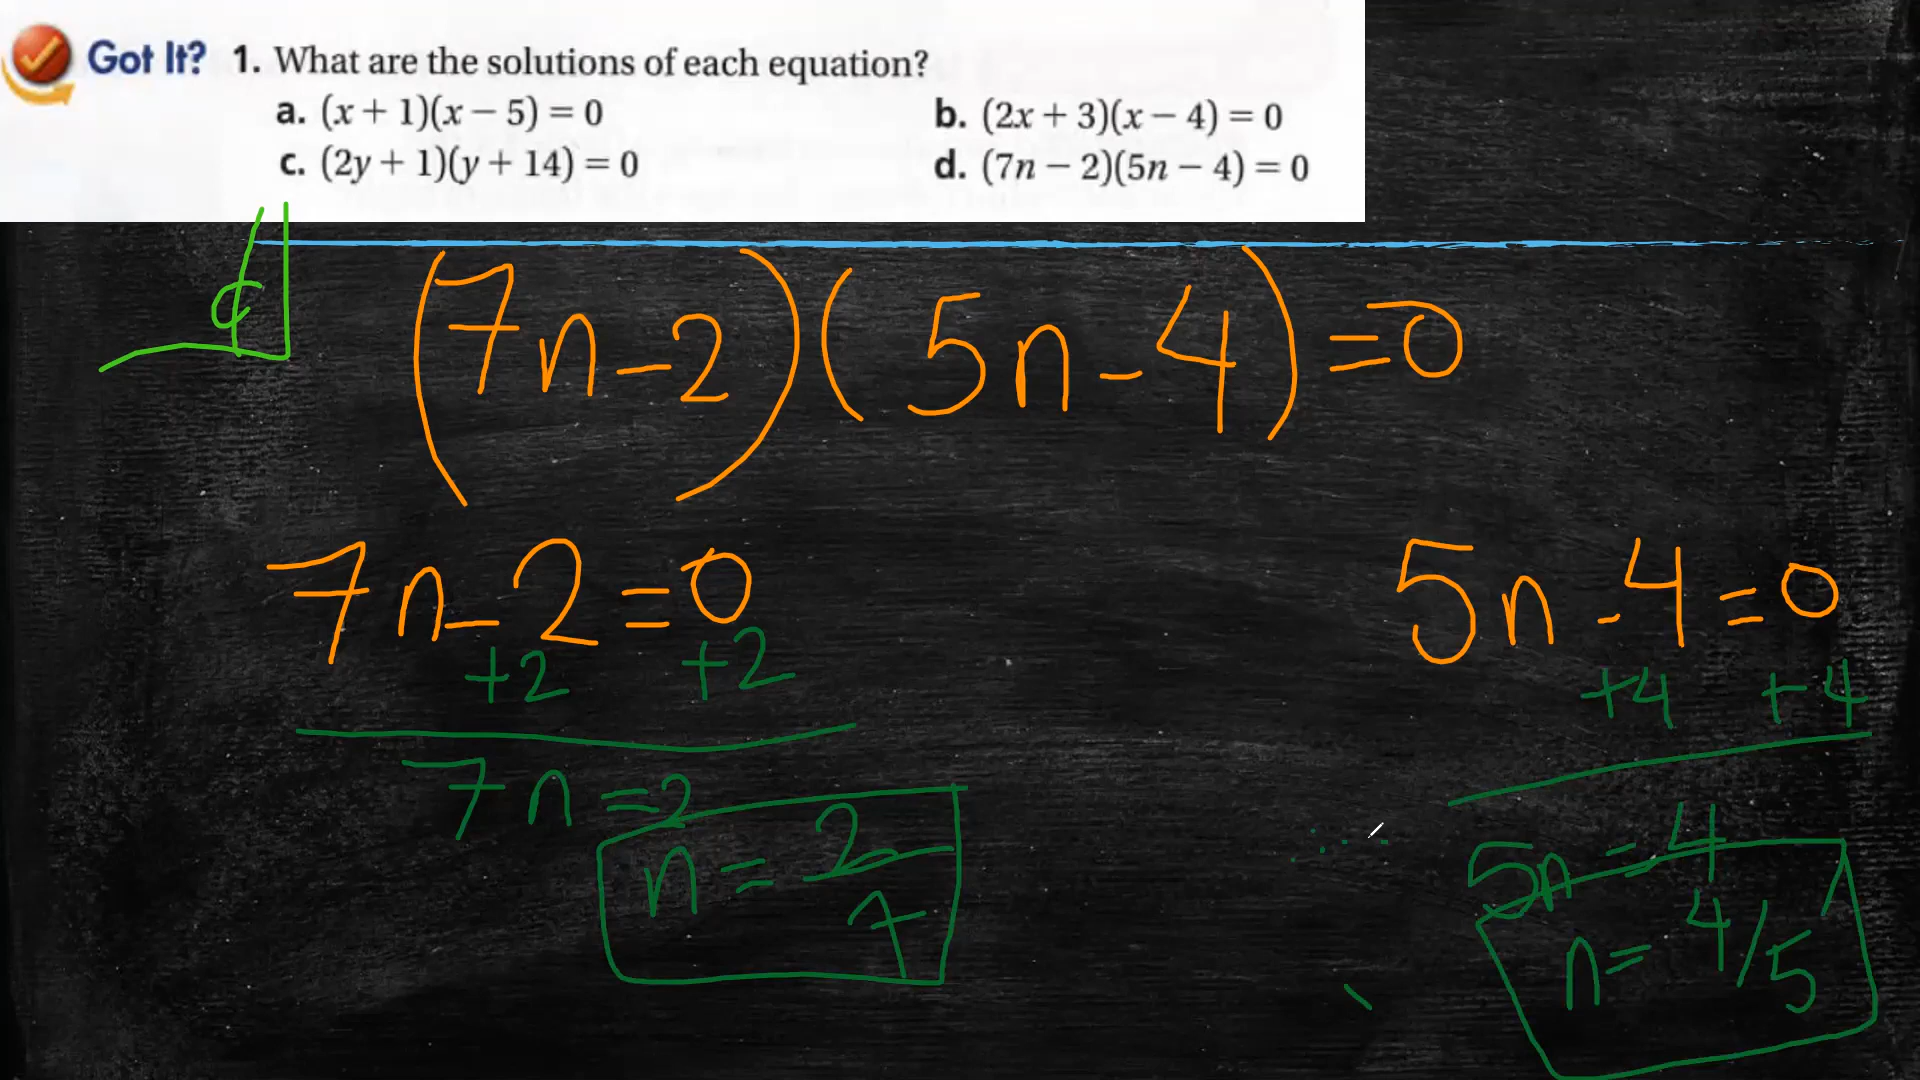 Got It? 1. What are the solutions of each equation?
a. (x + 1)(x − 5) = 0 b. (2x + 3)(x − 4) = 0
c. (2y + 1)(y + 14) = 0 d. (7n − 2)(5n − 4) = 0
d
(7n − 2)(5n − 4) = 0
7n − 2 = 0 5n − 4 = 0
+2 +2 +4 +4
7n = 2 5n = 4
n = 2/7 n = 4/5